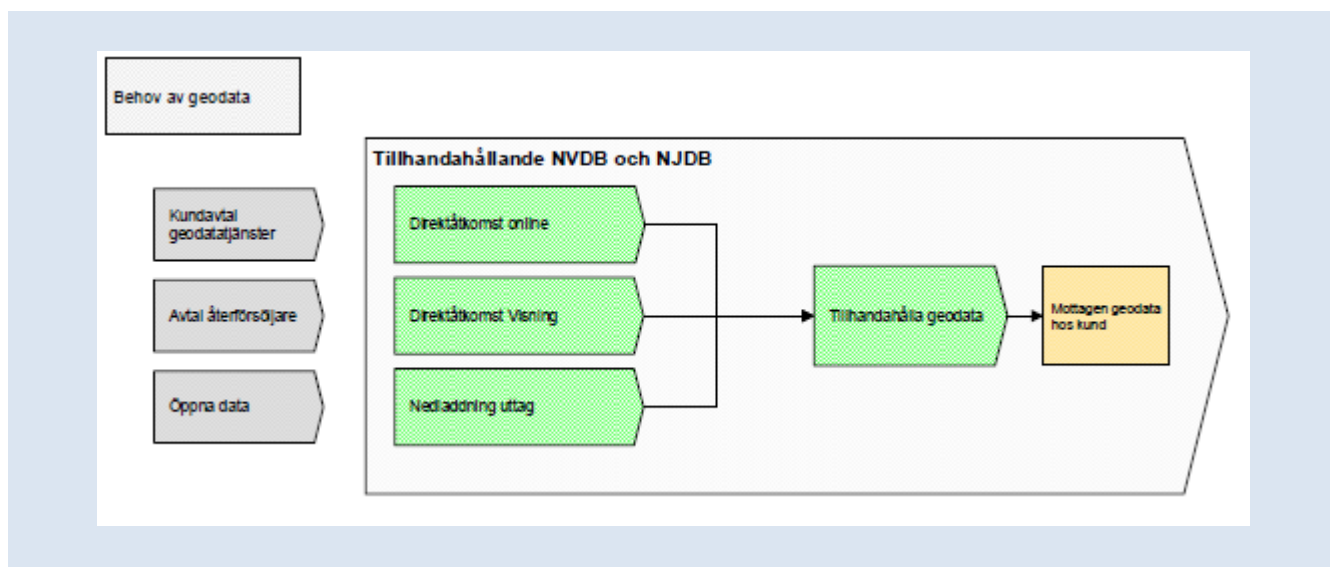 Behov av geodata
Tillhandahållande NVDB och NJDB
Kundavtal
geodatatjänster
Avtal återförsöljare
Öppna data
Direktåtkomst online
Direktåtkomst Visning
Nedladdning uttag
Tillhandahålla geodata
Mottagen geodata
hos kund